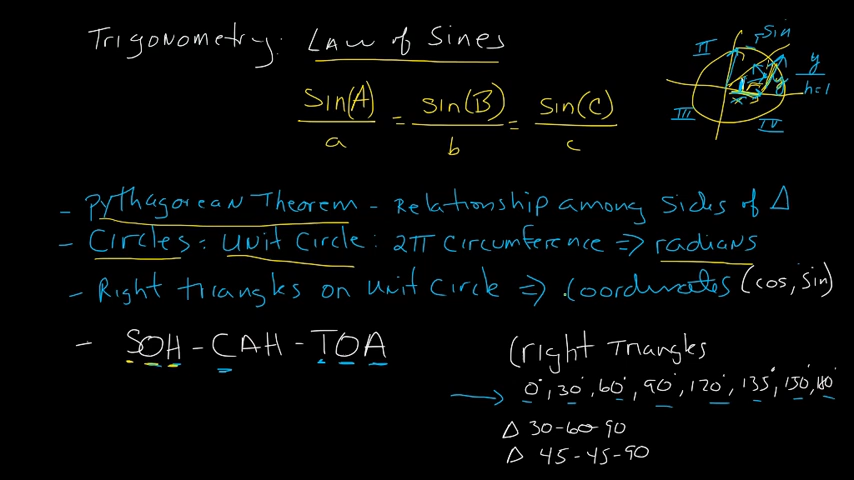 Trigonometry: Law of Sines
sin(A)/a = sin(B)/b = sin(C)/c
II
sin
y/h=1
x
y
III
IV
- Pythagorean Theorem - Relationship among sides of Δ
- Circles: Unit Circle: 2π circumference => radians
- Right triangles on unit circle => coordinates (cos, sin)
- SOH - CAH - TOA
(right Triangles
0°, 30°, 60°, 90°, 120°, 135°, 150°, 180°
Δ 30-60-90
Δ 45-45-90